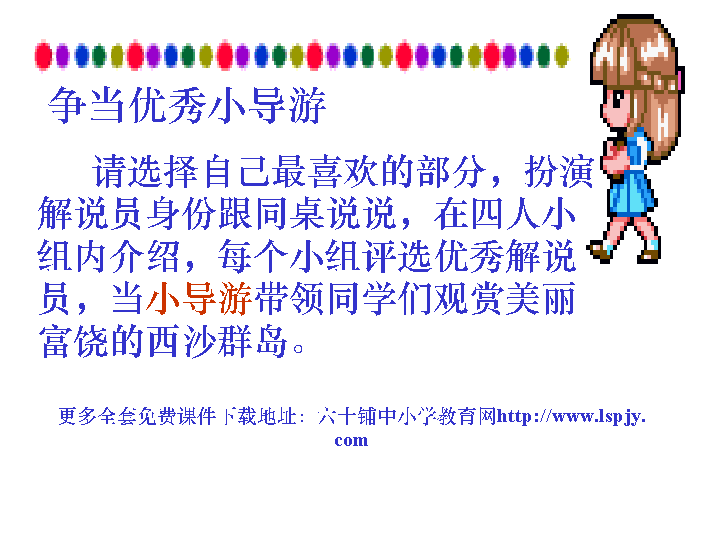 争当优秀小导游
请选择自己最喜欢的部分，扮演
解说员身份跟同桌说说，在四人小
组内介绍，每个小组评选优秀解说
员，当小导游带领同学们观赏美丽
富饶的西沙群岛。
更多全套免费课件下载地址：六十铺中小学教育网http://www.lspjy.
com